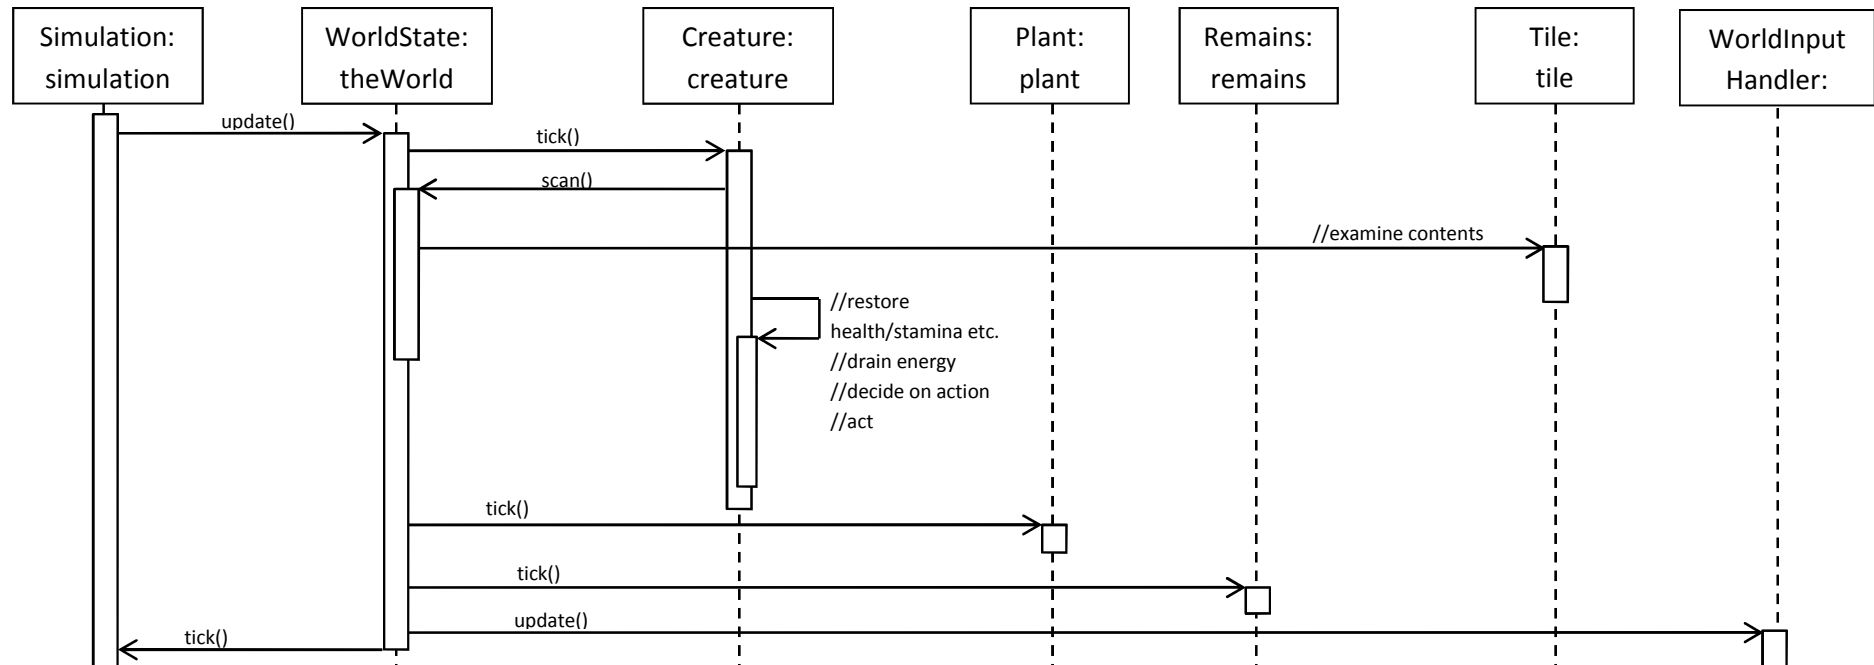 Simulation:
simulation
WorldState:
theWorld
Creature:
creature
Plant:
plant
Remains:
remains
Tile:
tile
WorldInput
Handler:
update()
tick()
scan()
//examine contents
//restore
health/stamina etc.
//drain energy
//decide on action
//act
tick()
tick()
update()
tick()